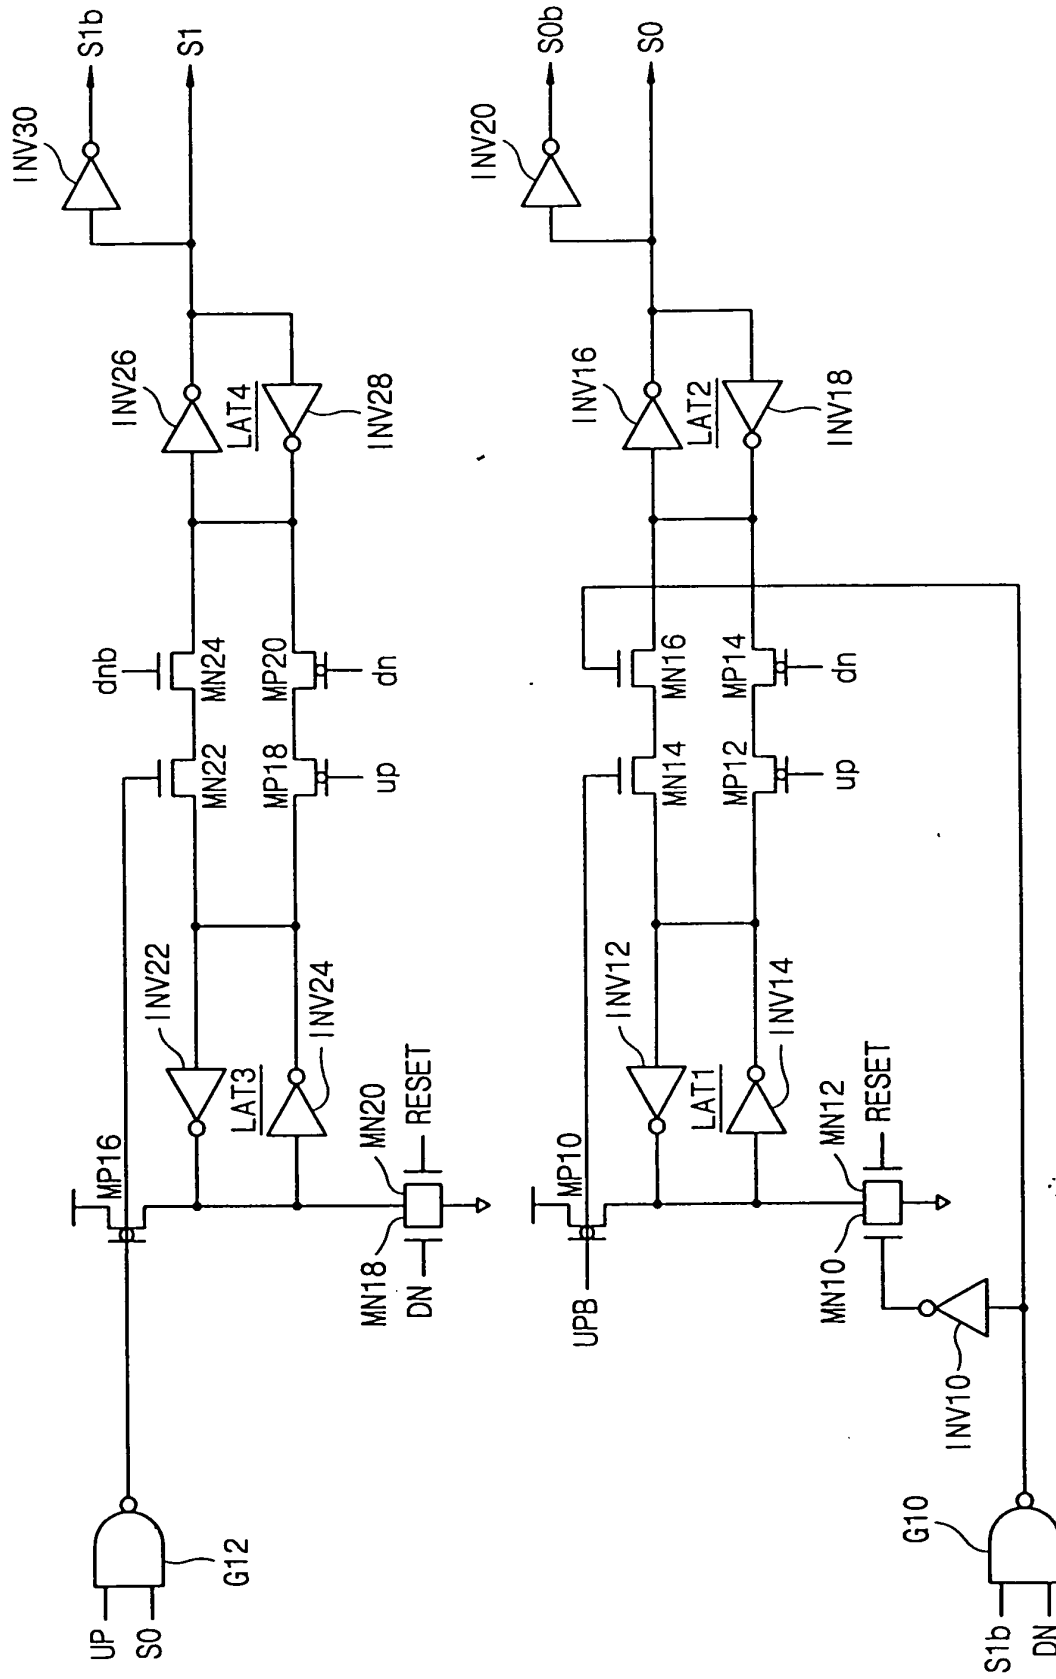 S1b
S1
INV30
INV26
LAT4
INV28
dnb
MN24
MP20
dn
MN22
MP18
up
INV22
LAT3
INV24
MP16
MN20
RESET
MN18
DN
G12
UP
S0
S0b
S0
INV20
INV16
LAT2
INV18
MN16
MP14
dn
MN14
MP12
up
INV12
LAT1
INV14
MP10
MN12
RESET
UPB
MN10
INV10
G10
S1b
DN